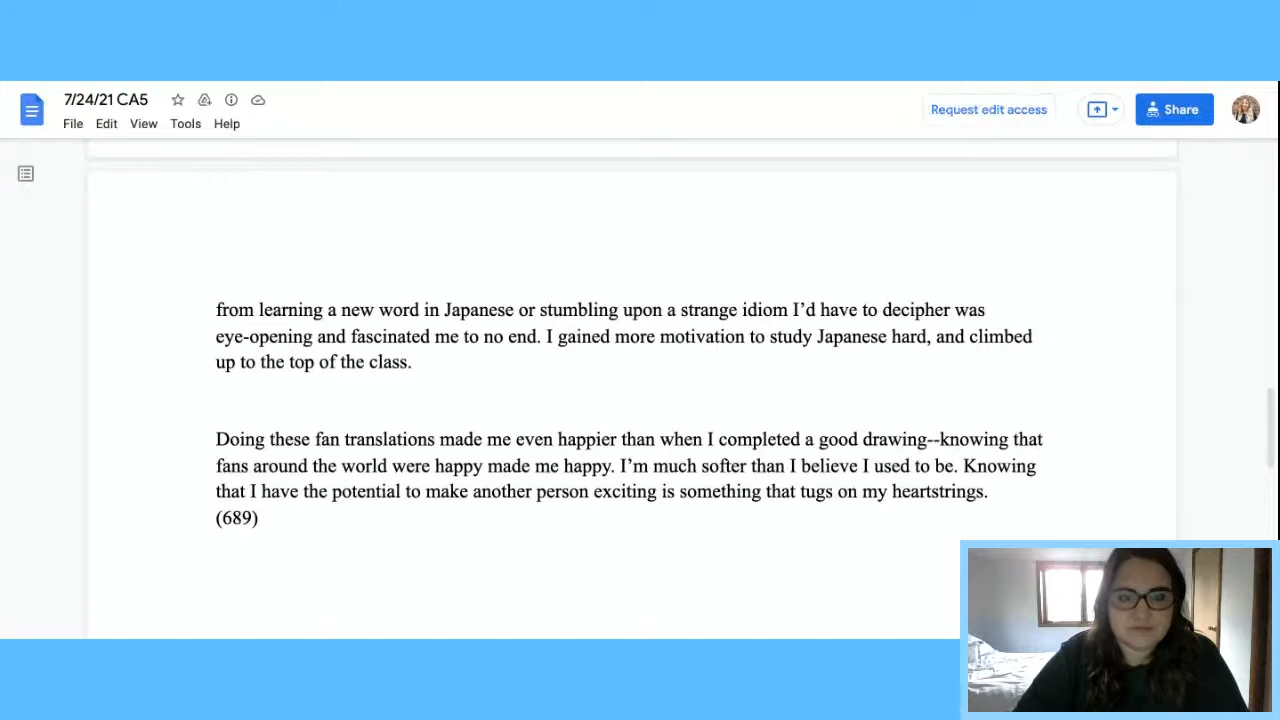 7/24/21 CA5
File Edit View Tools Help
Request edit access
Share
from learning a new word in Japanese or stumbling upon a strange idiom I’d have to decipher was
eye-opening and fascinated me to no end. I gained more motivation to study Japanese hard, and climbed
up to the top of the class.
Doing these fan translations made me even happier than when I completed a good drawing--knowing that
fans around the world were happy made me happy. I’m much softer than I believe I used to be. Knowing
that I have the potential to make another person exciting is something that tugs on my heartstrings.
(689)